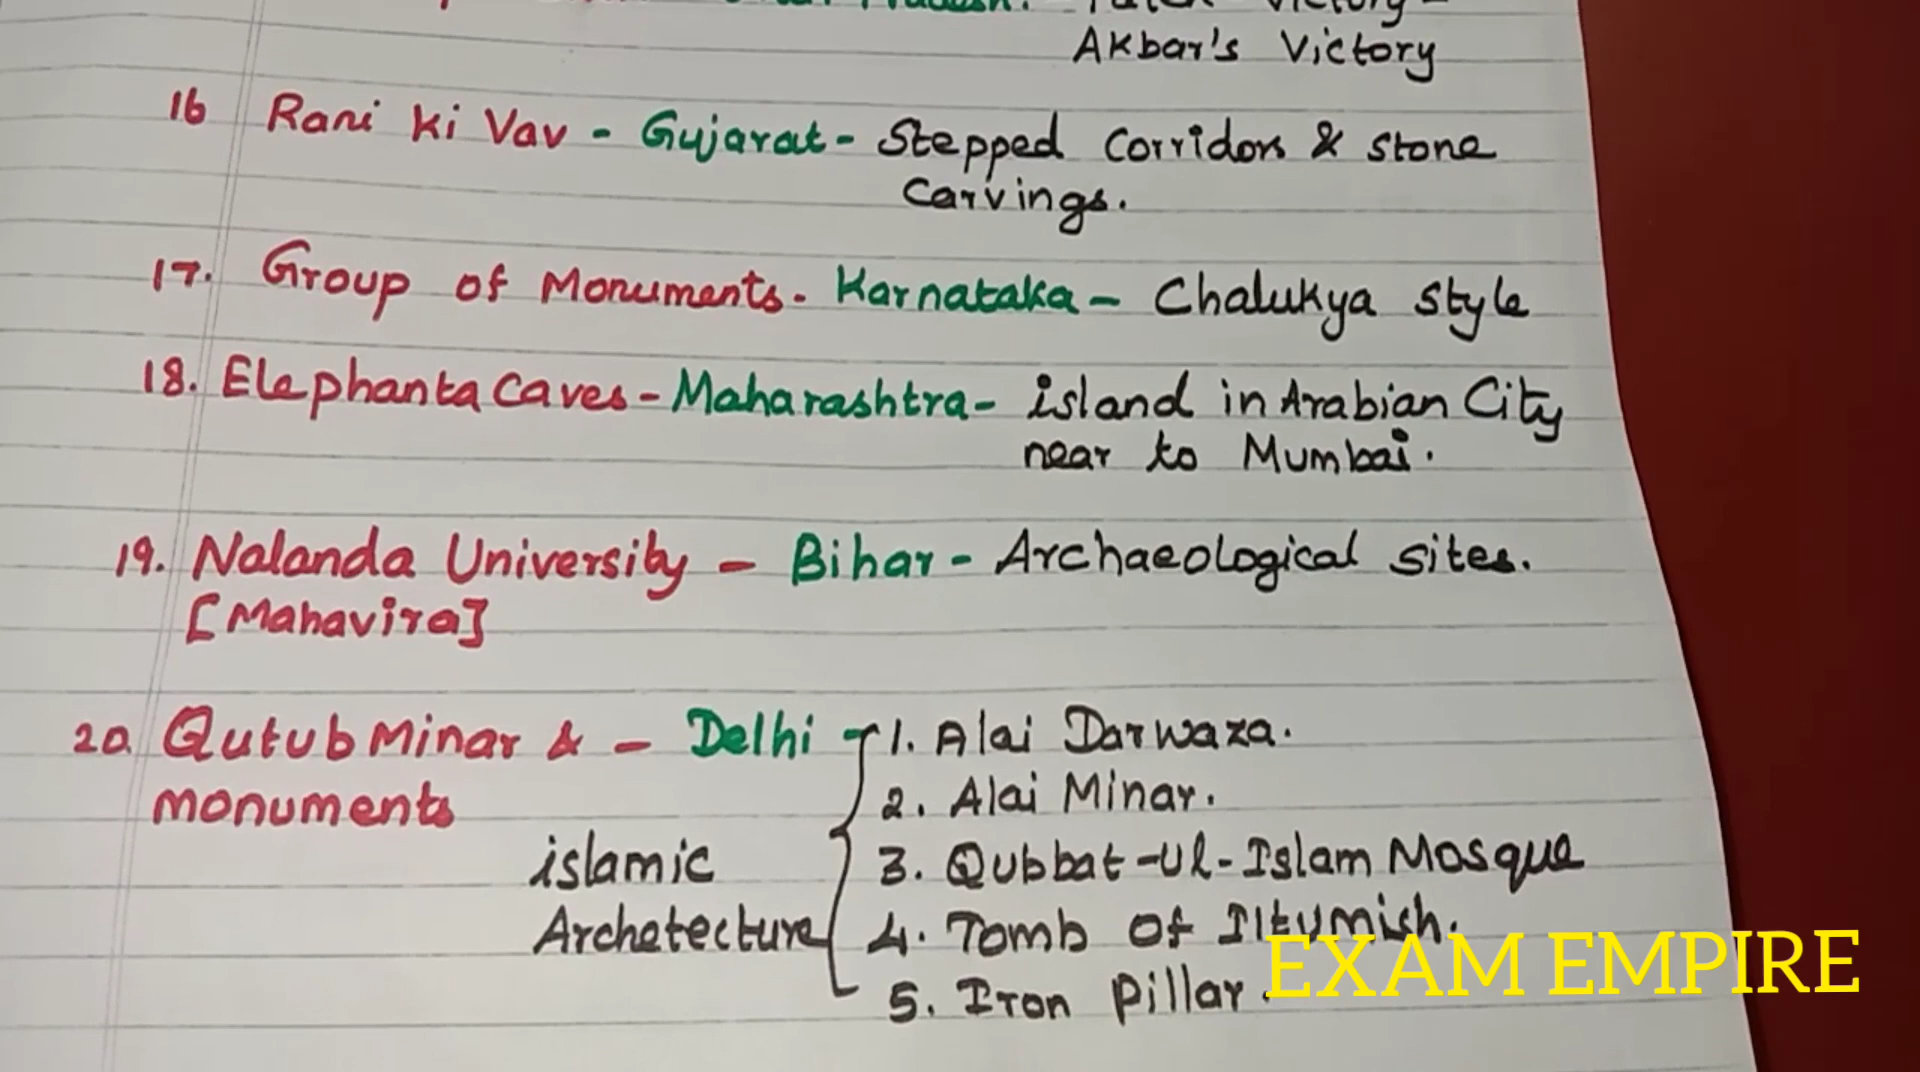 Akbar's Victory
16 Rani Ki Vav - Gujarat - Stepped Corridors & Stone
Carvings.
17. Group of Monuments. Karnataka - Chalukya Style
18. Elephanta Caves - Maharashtra - island in Arabian City
near to Mumbai.
19. Nalanda University - Bihar - Archaeological sites.
[Mahavira]
20. Qutub Minar & - Delhi - 1. Alai Darwaza.
monuments 2. Alai Minar.
islamic 3. Qubbat-ul-Islam Mosque
Archetecture 4. Tomb of Iltumish.
5. Iron Pillar.
EXAM EMPIRE